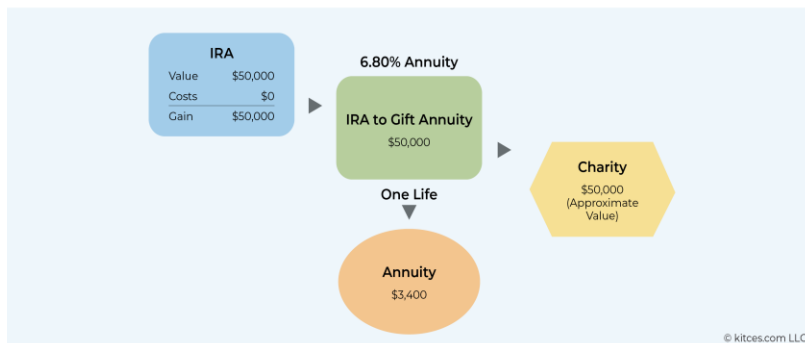 IRA
Value $50,000
Costs $0
Gain $50,000
6.80% Annuity
IRA to Gift Annuity
$50,000
One Life
Annuity
$3,400
Charity
$50,000
(Approximate
Value)
© kitces.com LLC